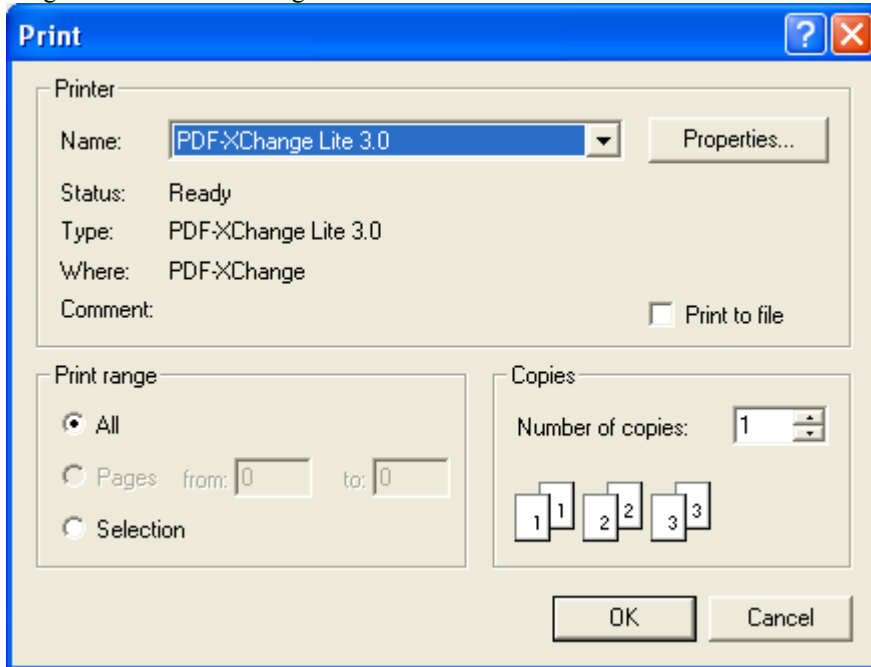 Print
Printer
Name: PDF-XChange Lite 3.0 Properties...
Status: Ready
Type: PDF-XChange Lite 3.0
Where: PDF-XChange
Comment: Print to file
Print range
All
Pages from: 0 to: 0
Selection
Copies
Number of copies: 1
1 1 2 2 3 3
OK Cancel